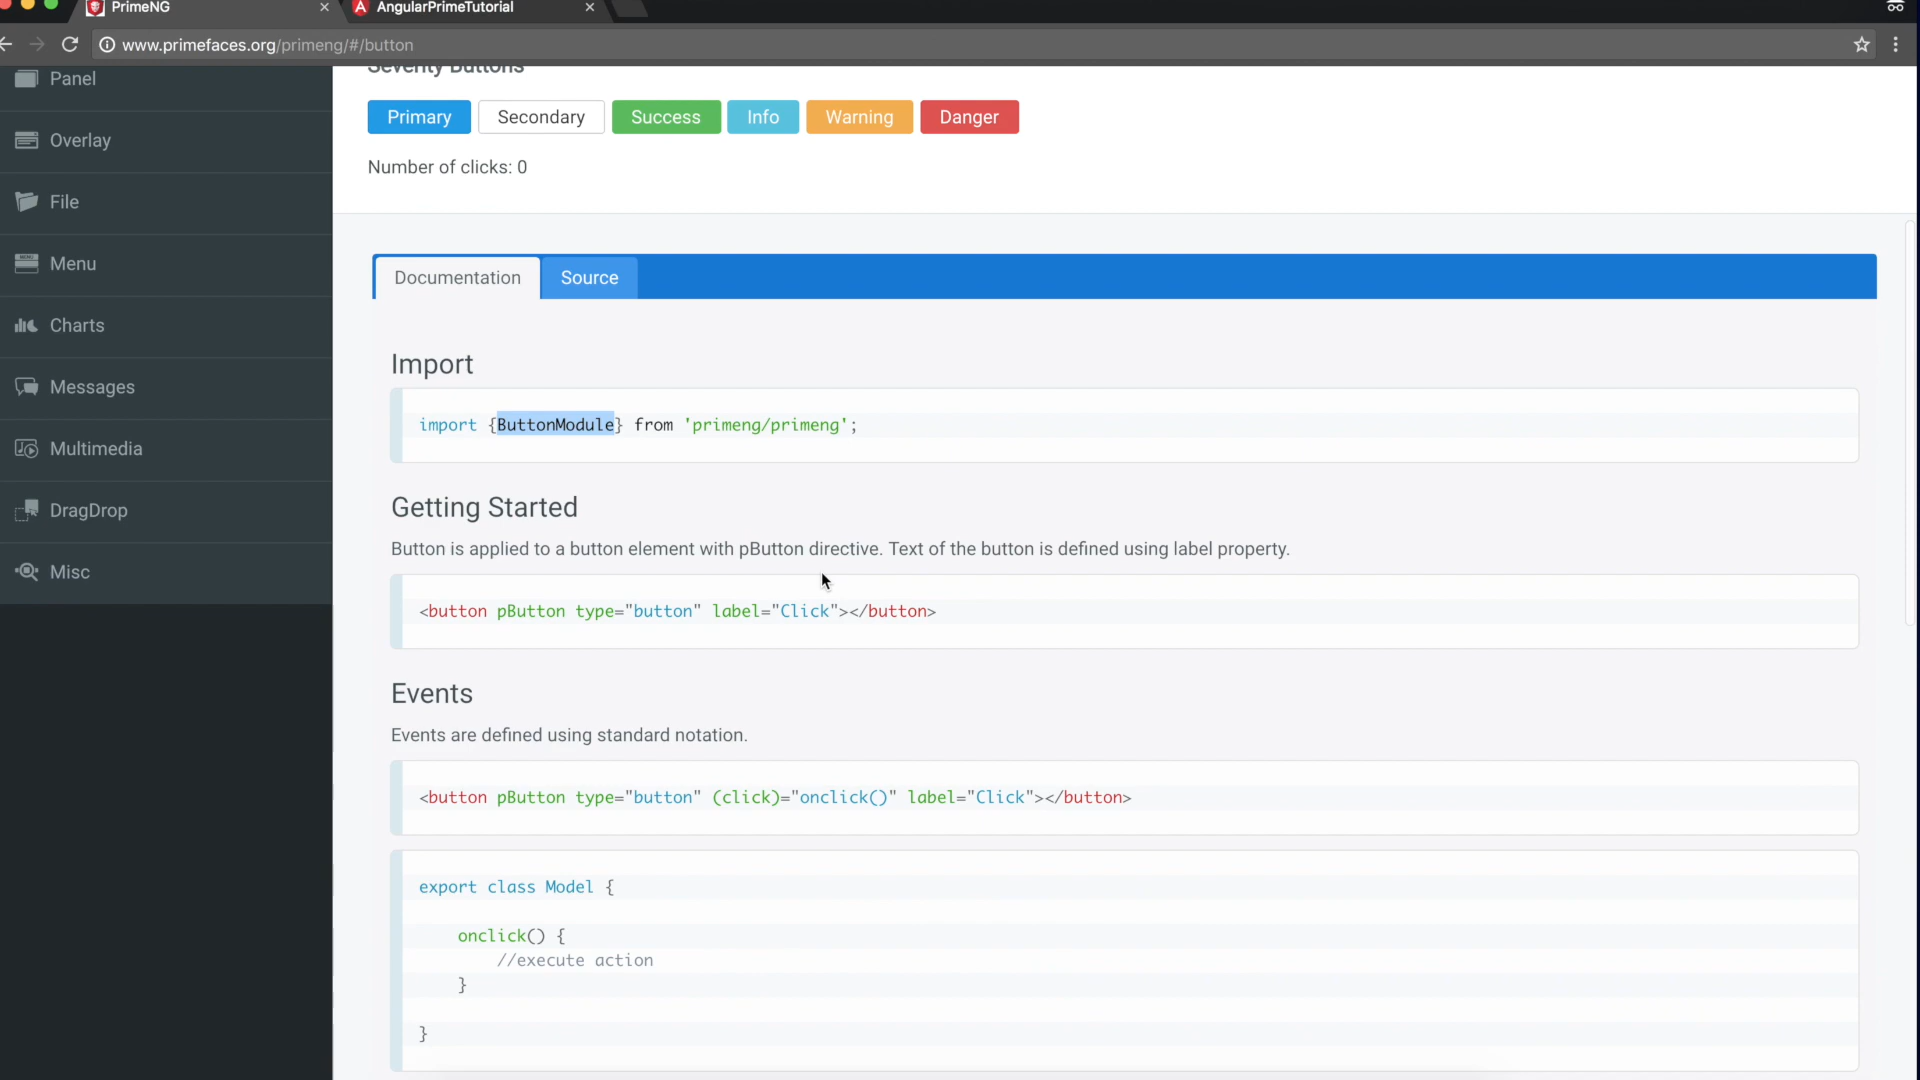 PrimeNG
AngularPrimeTutorial
www.primefaces.org/primeng/#/button
Panel
Overlay
File
Menu
Charts
Messages
Multimedia
DragDrop
Misc
Severity Buttons
Primary Secondary Success Info Warning Danger
Number of clicks: 0
Documentation Source
Import
import {ButtonModule} from 'primeng/primeng';
Getting Started
Button is applied to a button element with pButton directive. Text of the button is defined using label property.
<button pButton type="button" label="Click"></button>
Events
Events are defined using standard notation.
<button pButton type="button" (click)="onclick()" label="Click"></button>
export class Model {
onclick() {
//execute action
}
}